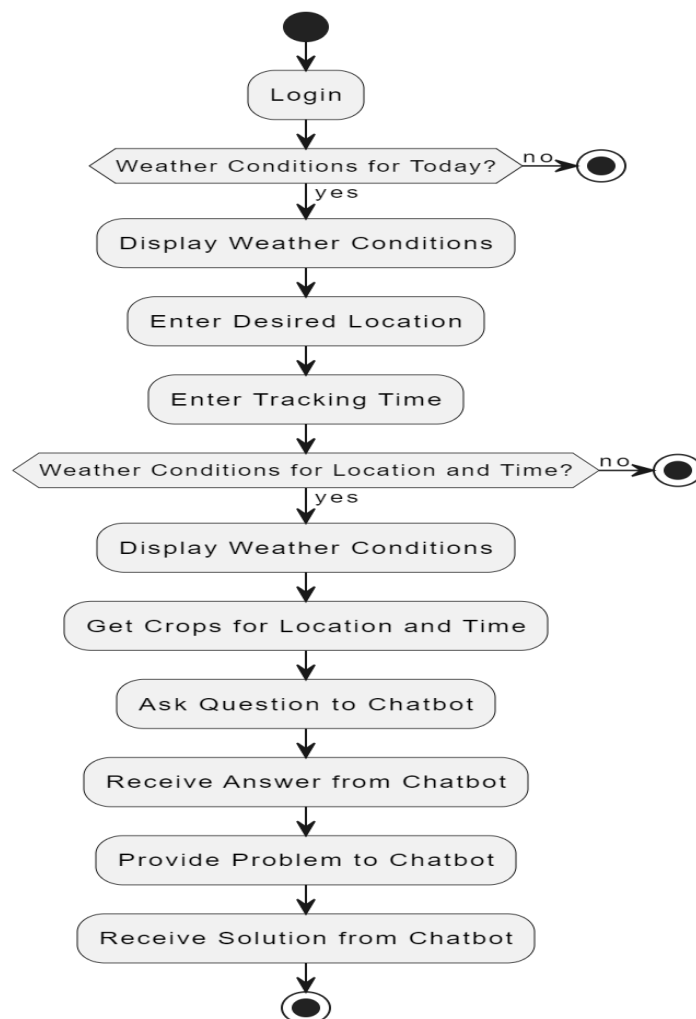 Login
Weather Conditions for Today?
no
yes
Display Weather Conditions
Enter Desired Location
Enter Tracking Time
Weather Conditions for Location and Time?
no
yes
Display Weather Conditions
Get Crops for Location and Time
Ask Question to Chatbot
Receive Answer from Chatbot
Provide Problem to Chatbot
Receive Solution from Chatbot